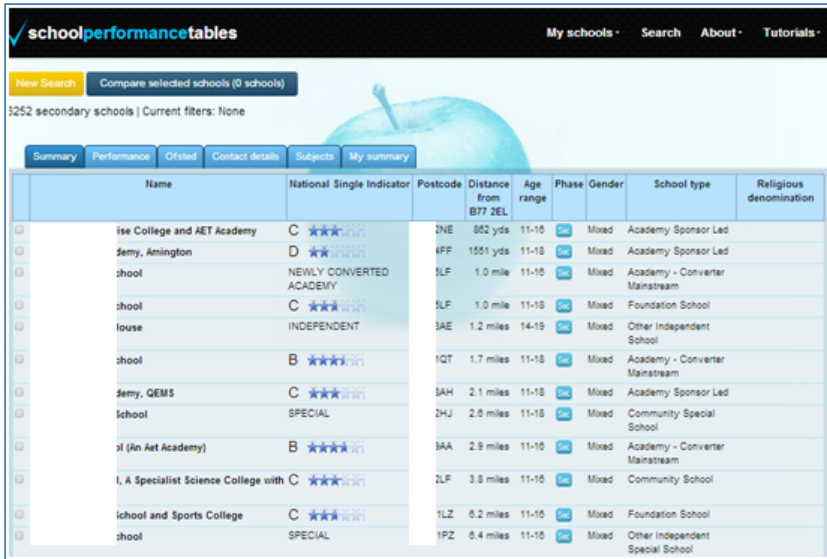 schoolperformancetables
My schools Search About Tutorials
New Search Compare selected schools (0 schools)
3252 secondary schools | Current filters: None
Summary Performance Ofsted Contact details Subjects My summary
Name National Single Indicator Postcode Distance Age Phase Gender School type Religious
from range denomination
B77 2EL
ise College and AET Academy C 2NE 862 yds 11-16 Sec Mixed Academy Sponsor Led
demy, Amington D 4FF 1551 yds 11-18 Sec Mixed Academy Sponsor Led
chool NEWLY CONVERTED 5LF 1.0 mile 11-16 Sec Mixed Academy - Converter
ACADEMY Mainstream
chool C 5LF 1.0 mile 11-18 Sec Mixed Foundation School
House INDEPENDENT 3AE 1.2 miles 14-19 Sec Mixed Other Independent
School
chool B 1QT 1.7 miles 11-18 Sec Mixed Academy - Converter
Mainstream
demy, QEMS C 3AH 2.1 miles 11-18 Sec Mixed Academy Sponsor Led
School SPECIAL 2HJ 2.6 miles 11-18 Sec Mixed Community Special
School
ol (An Aet Academy) B 3AA 2.9 miles 11-16 Sec Mixed Academy - Converter
Mainstream
l, A Specialist Science College with C 2LF 3.8 miles 11-16 Sec Mixed Community School
School and Sports College C 1LZ 6.2 miles 11-16 Sec Mixed Foundation School
chool SPECIAL 1PZ 6.4 miles 11-16 Sec Mixed Other Independent
Special School